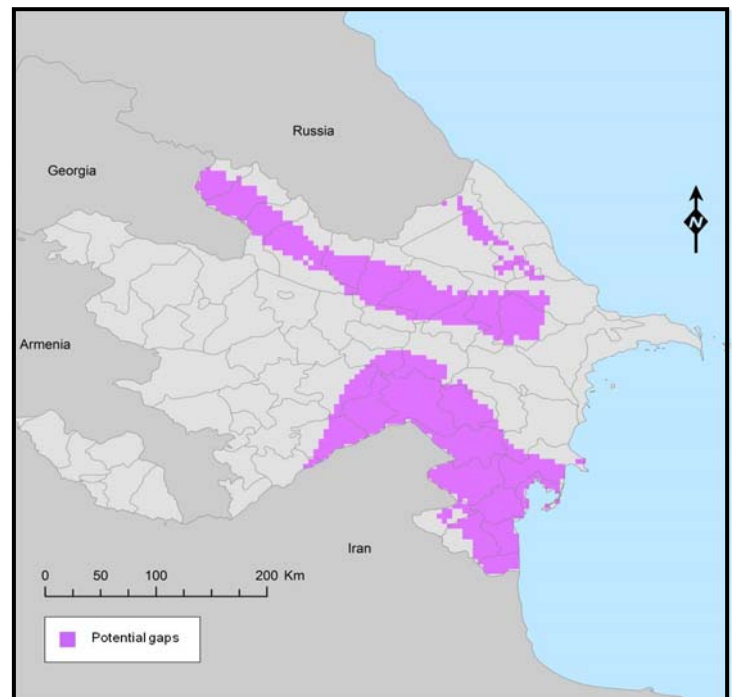 Russia
Georgia
N
Armenia
Iran
0 50 100 200 Km
Potential gaps